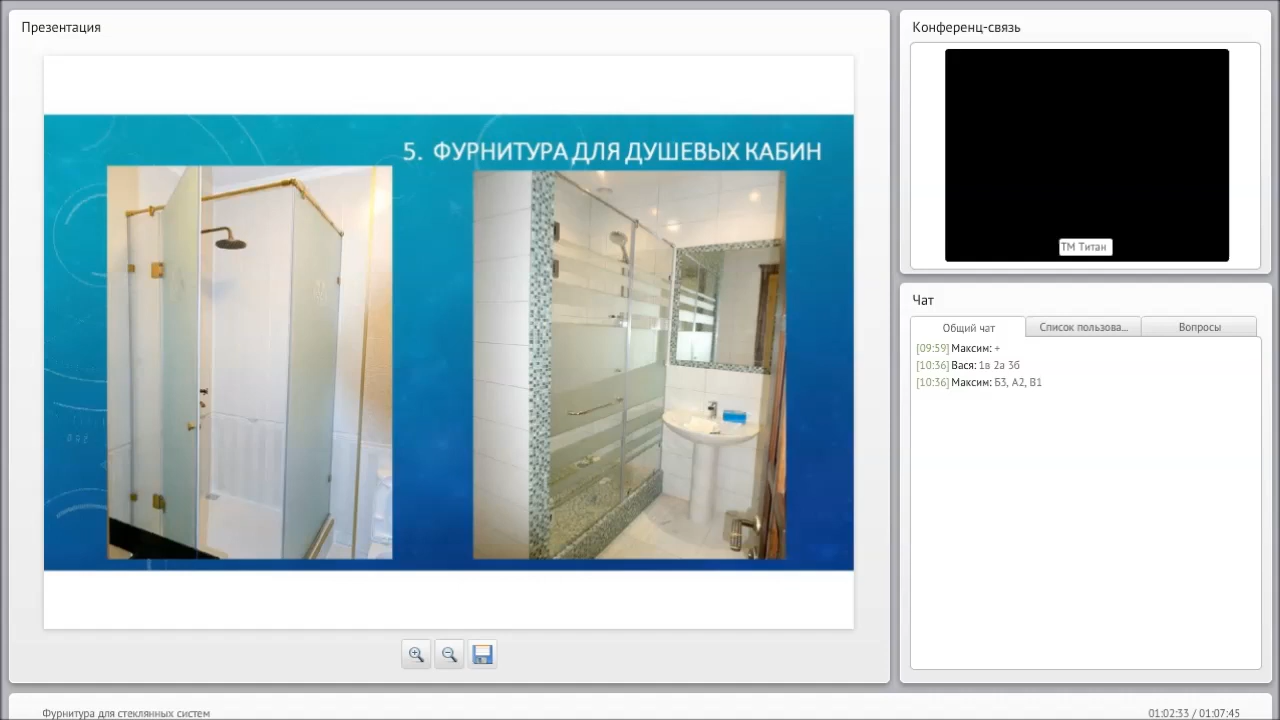 Презентация
5. ФУРНИТУРА ДЛЯ ДУШЕВЫХ КАБИН
Конференц-связь
ТМ Титан
Чат
Общий чат
Список пользова...
Вопросы
[09:59] Максим: +
[10:36] Вася: 1в 2а 3б
[10:36] Максим: Б3, А2, В1
Фурнитура для стеклянных систем
01:02:33 / 01:07:45